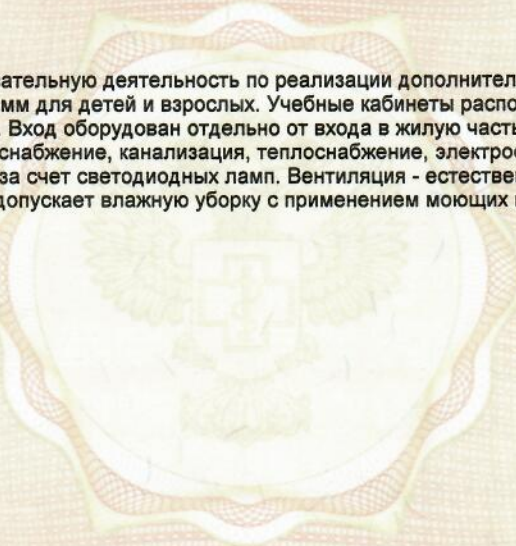 ательную деятельность по реализации дополнител
мм для детей и взрослых. Учебные кабинеты распо
. Вход оборудован отдельно от входа в жилую часть
снабжение, канализация, теплоснабжение, электрос
за счет светодиодных ламп. Вентиляция - естествен
допускает влажную уборку с применением моющих